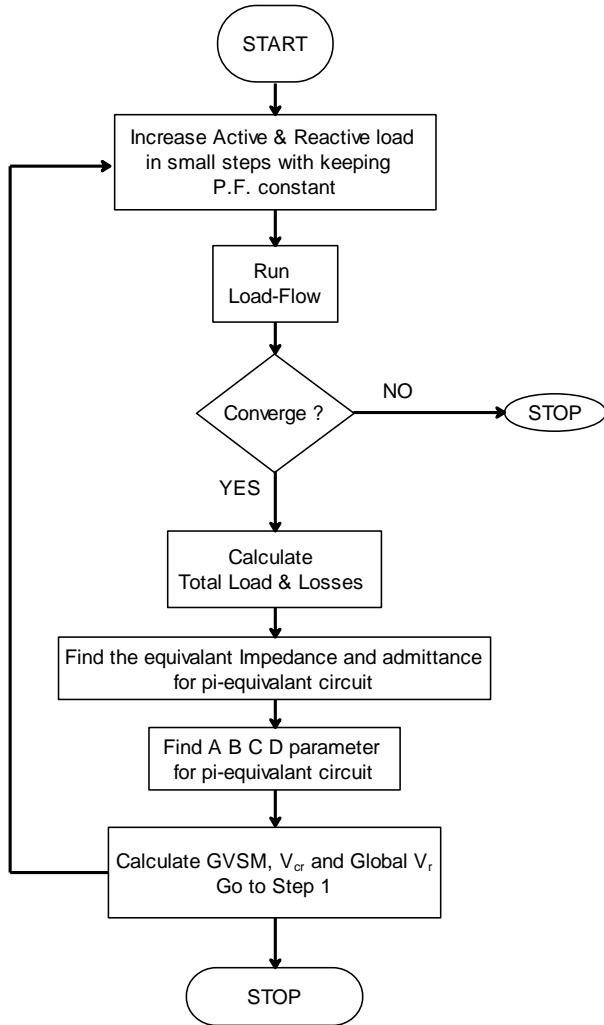 START
Increase Active & Reactive load
in small steps with keeping
P.F. constant
Run
Load-Flow
Converge ?
NO
STOP
YES
Calculate
Total Load & Losses
Find the equivalant Impedance and admittance
for pi-equivalant circuit
Find A B C D parameter
for pi-equivalant circuit
Calculate GVSM, Vcr and Global Vr
Go to Step 1
STOP